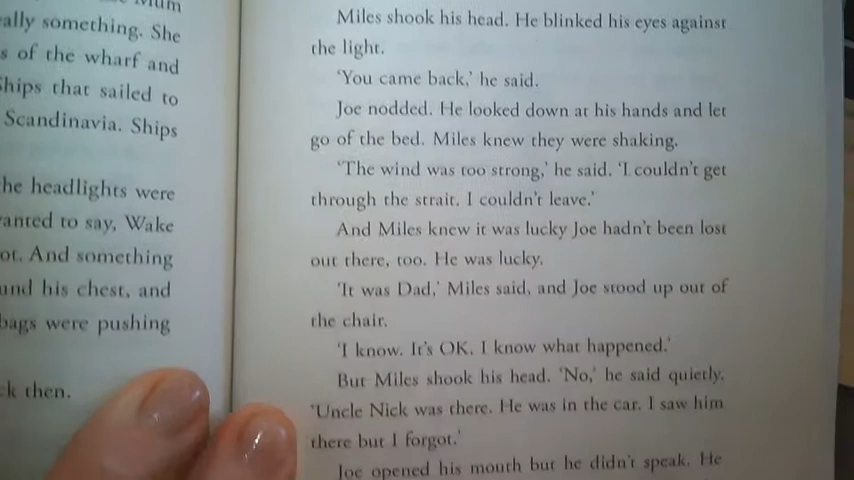 Mum
ally something. She
s of the wharf and
hips that sailed to
Scandinavia. Ships
he headlights were
anted to say, Wake
ot. And something
und his chest, and
bags were pushing
ck then.
Miles shook his head. He blinked his eyes against
the light.
‘You came back,’ he said.
Joe nodded. He looked down at his hands and let
go of the bed. Miles knew they were shaking.
‘The wind was too strong,’ he said. ‘I couldn’t get
through the strait. I couldn’t leave.’
And Miles knew it was lucky Joe hadn’t been lost
out there, too. He was lucky.
‘It was Dad,’ Miles said, and Joe stood up out of
the chair.
‘I know. It’s OK. I know what happened.’
But Miles shook his head. ‘No,’ he said quietly.
‘Uncle Nick was there. He was in the car. I saw him
there but I forgot.’
Joe opened his mouth but he didn’t speak. He